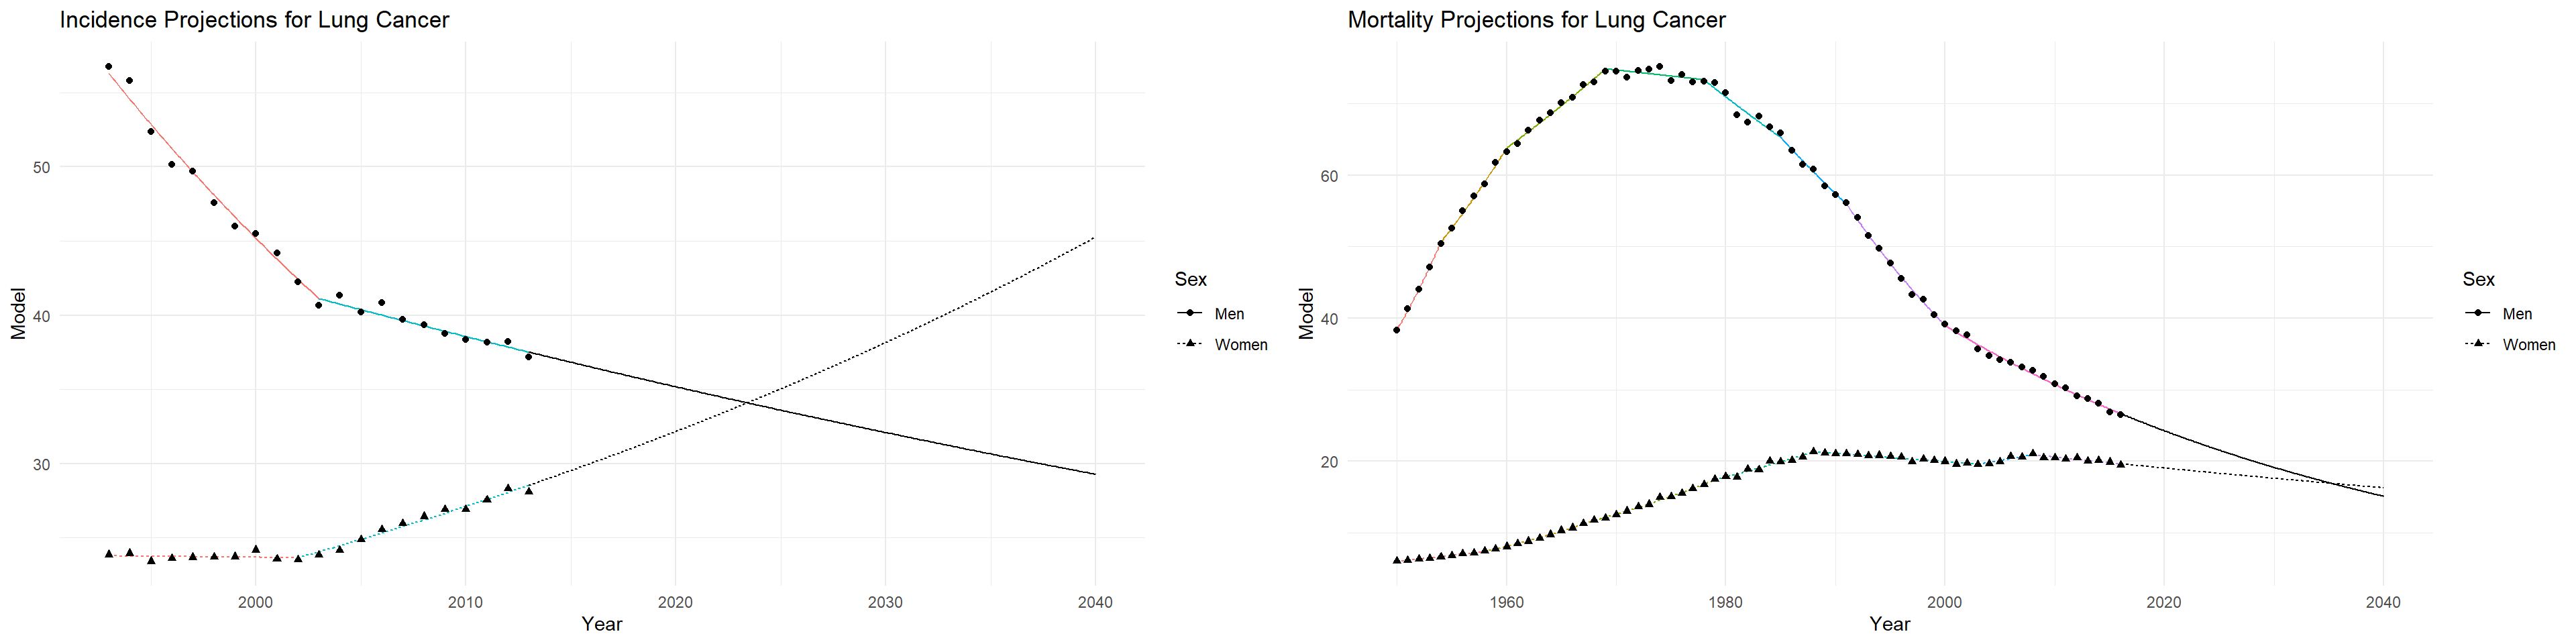 Incidence Projections for Lung Cancer
Model
50
40
30
2000 2010 2020 2030 2040
Year
Sex
Men
Women
Mortality Projections for Lung Cancer
Model
60
40
20
1960 1980 2000 2020 2040
Year
Sex
Men
Women